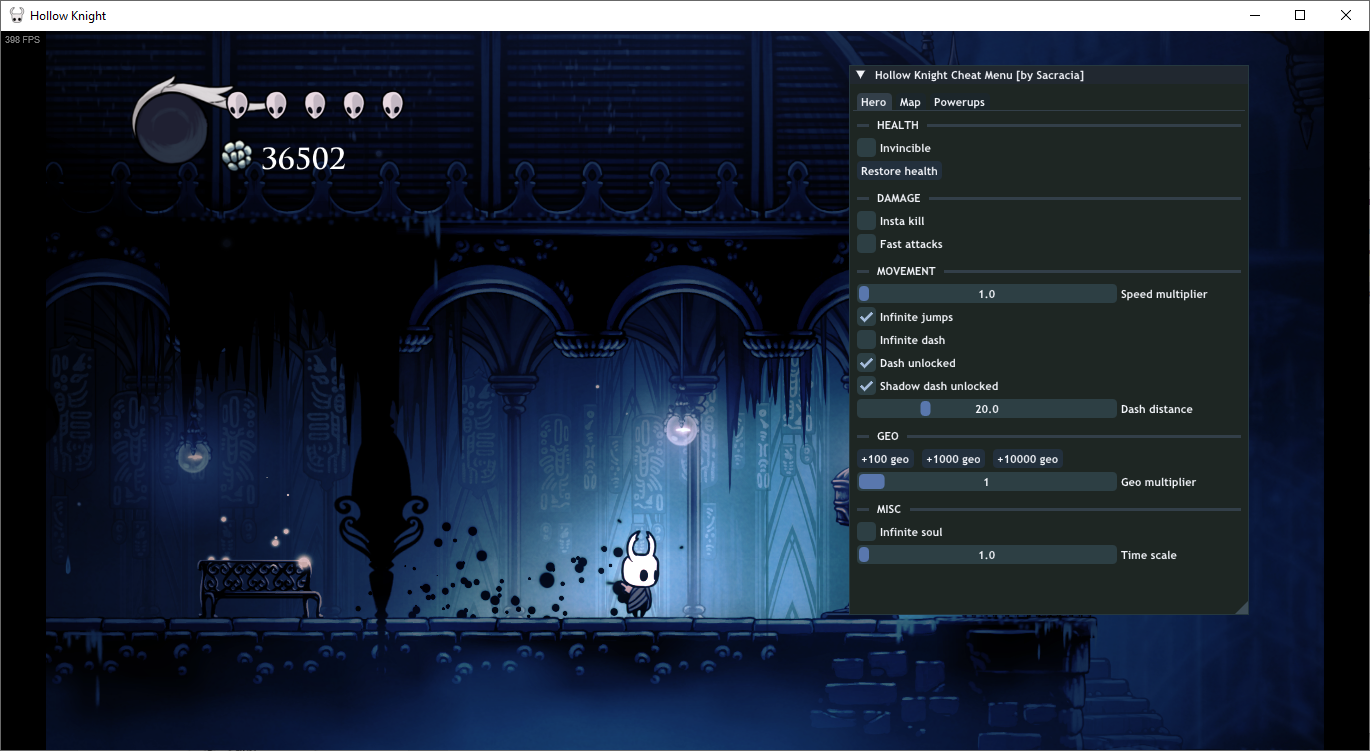 Hollow Knight
398 FPS
36502
Hollow Knight Cheat Menu [by Sacracia]
Hero Map Powerups
HEALTH
Invincible
Restore health
DAMAGE
Insta kill
Fast attacks
MOVEMENT
1.0 Speed multiplier
Infinite jumps
Infinite dash
Dash unlocked
Shadow dash unlocked
20.0 Dash distance
GEO
+100 geo +1000 geo +10000 geo
1 Geo multiplier
MISC
Infinite soul
1.0 Time scale